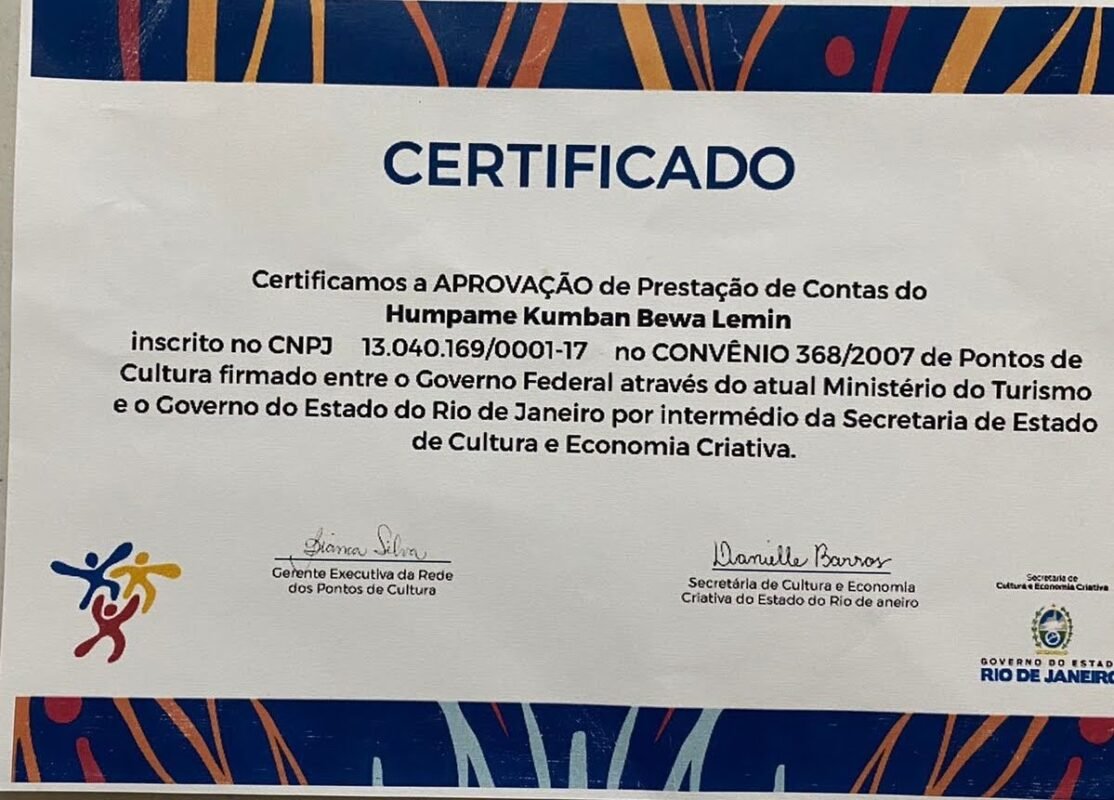 CERTIFICADO
Certificamos a APROVAÇÃO de Prestação de Contas do
Humpame Kumban Bewa Lemin
inscrito no CNPJ 13.040.169/0001-17 no CONVÊNIO 368/2007 de Pontos de
Cultura firmado entre o Governo Federal através do atual Ministério do Turismo
e o Governo do Estado do Rio de Janeiro por intermédio da Secretaria de Estado
de Cultura e Economia Criativa.
Bianca Silva
Gerente Executiva da Rede
dos Pontos de Cultura
Danielle Barros
Secretária de Cultura e Economia
Criativa do Estado do Rio de aneiro
Secretaria de
Cultura e Economia Criativa
GOVERNO DO ESTAD
RIO DE JANEIRO